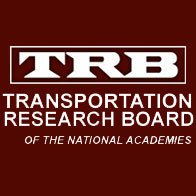 TRB
TRANSPORTATION
RESEARCH BOARD
OF THE NATIONAL ACADEMIES